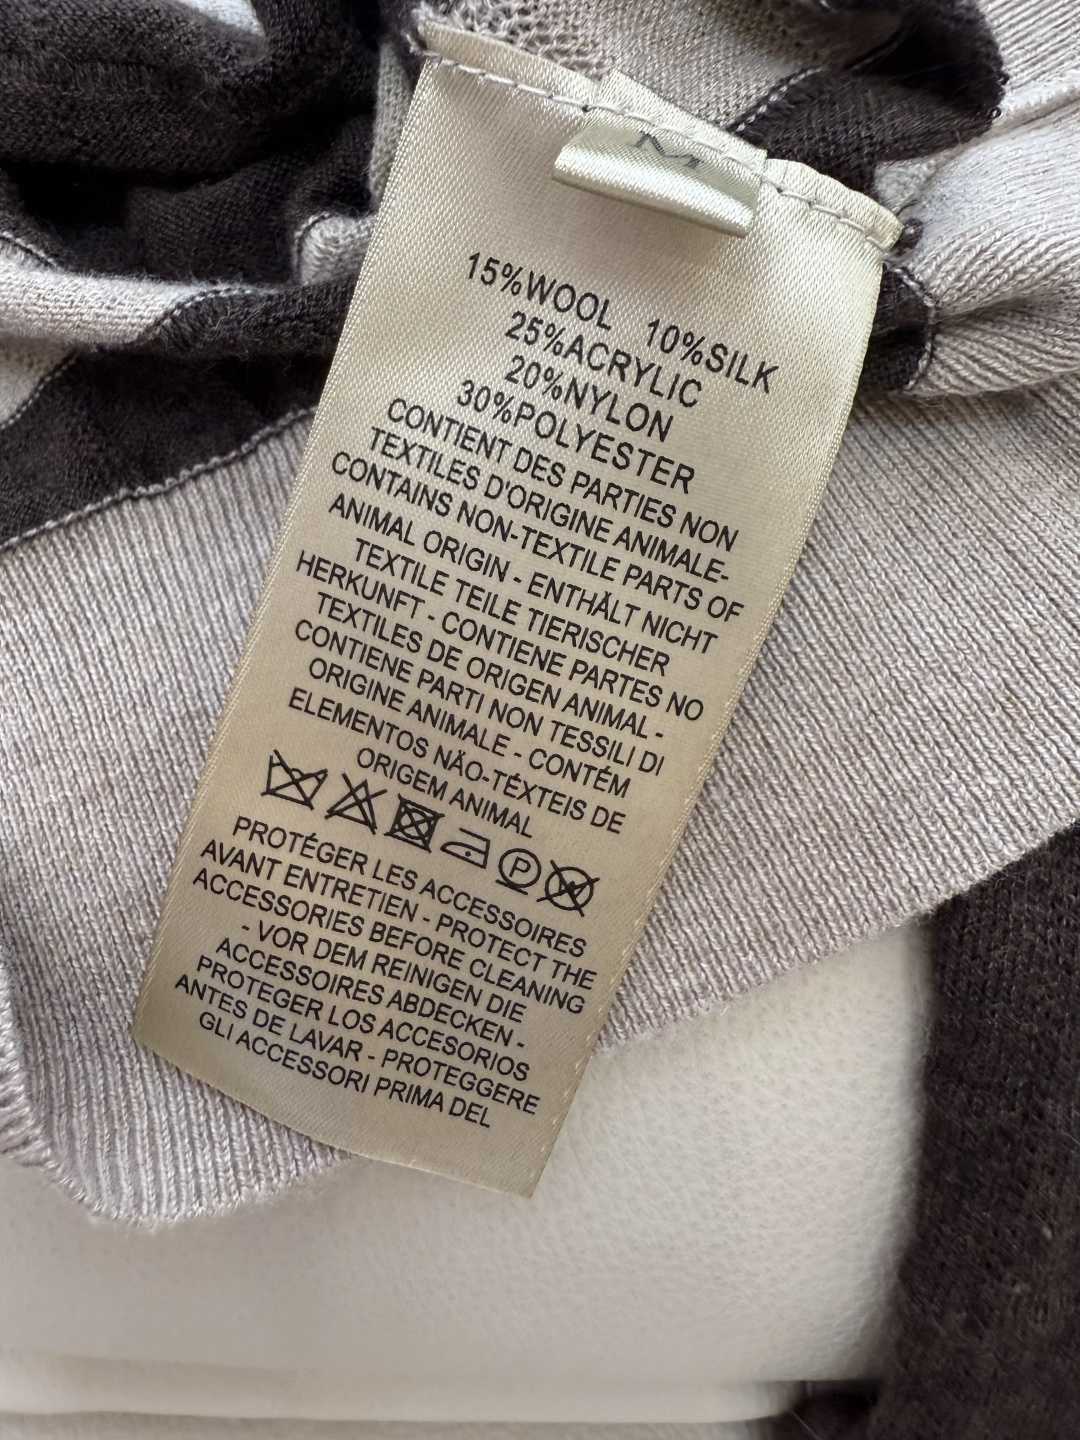 M
15%WOOL 10%SILK
25%ACRYLIC
20%NYLON
30%POLYESTER
CONTIENT DES PARTIES NON
TEXTILES D'ORIGINE ANIMALE-
CONTAINS NON-TEXTILE PARTS OF
ANIMAL ORIGIN - ENTHÄLT NICHT
TEXTILE TEILE TIERISCHER
HERKUNFT - CONTIENE PARTES NO
TEXTILES DE ORIGEN ANIMAL -
CONTIENE PARTI NON TESSILI DI
ORIGINE ANIMALE - CONTÉM
ELEMENTOS NÃO-TÉXTEIS DE
ORIGEM ANIMAL
P
PROTÉGER LES ACCESSOIRES
AVANT ENTRETIEN - PROTECT THE
ACCESSORIES BEFORE CLEANING
- VOR DEM REINIGEN DIE
ACCESSOIRES ABDECKEN -
PROTEGER LOS ACCESORIOS
ANTES DE LAVAR - PROTEGGERE
GLI ACCESSORI PRIMA DEL